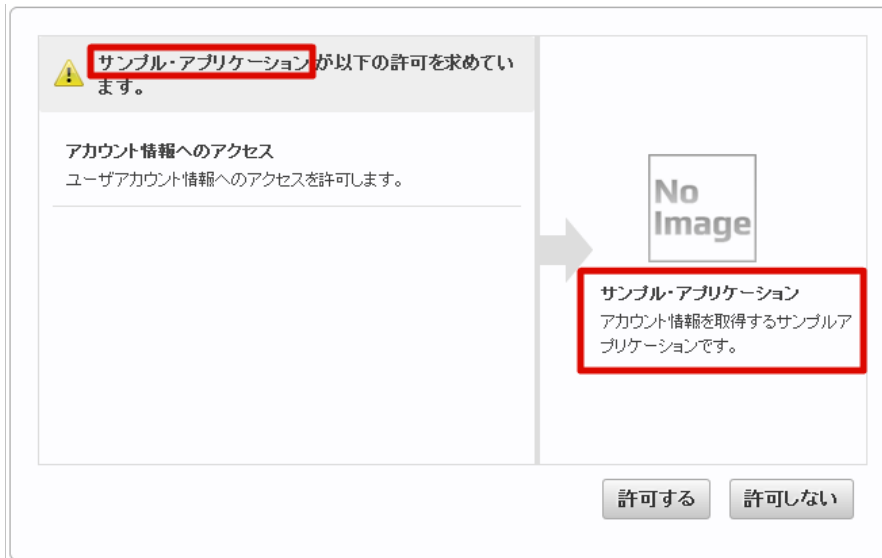 サンプル・アプリケーションが以下の許可を求めてい
ます。
アカウント情報へのアクセス
ユーザアカウント情報へのアクセスを許可します。
No
Image
サンプル・アプリケーション
アカウント情報を取得するサンプルア
プリケーションです。
許可する
許可しない